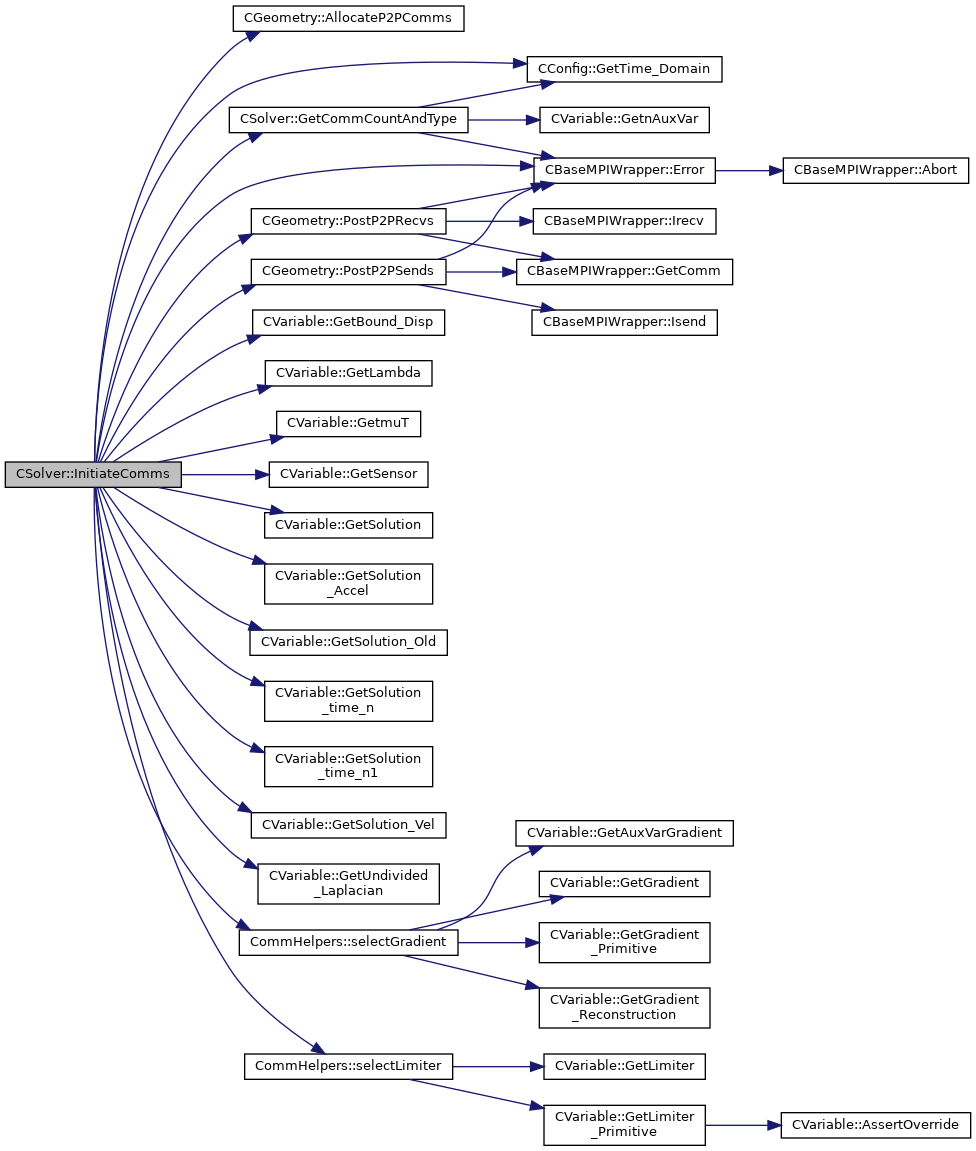 CGeometry::AllocateP2PComms
CConfig::GetTime_Domain
CSolver::GetCommCountAndType
CVariable::GetnAuxVar
CBaseMPIWrapper::Error
CBaseMPIWrapper::Abort
CGeometry::PostP2PRecvs
CBaseMPIWrapper::Irecv
CGeometry::PostP2PSends
CBaseMPIWrapper::GetComm
CVariable::GetBound_Disp
CBaseMPIWrapper::Isend
CVariable::GetLambda
CVariable::GetmuT
CSolver::InitiateComms
CVariable::GetSensor
CVariable::GetSolution
CVariable::GetSolution
_Accel
CVariable::GetSolution_Old
CVariable::GetSolution
_time_n
CVariable::GetSolution
_time_n1
CVariable::GetSolution_Vel
CVariable::GetAuxVarGradient
CVariable::GetUndivided
_Laplacian
CVariable::GetGradient
CommHelpers::selectGradient
CVariable::GetGradient
_Primitive
CVariable::GetGradient
_Reconstruction
CommHelpers::selectLimiter
CVariable::GetLimiter
CVariable::GetLimiter
_Primitive
CVariable::AssertOverride